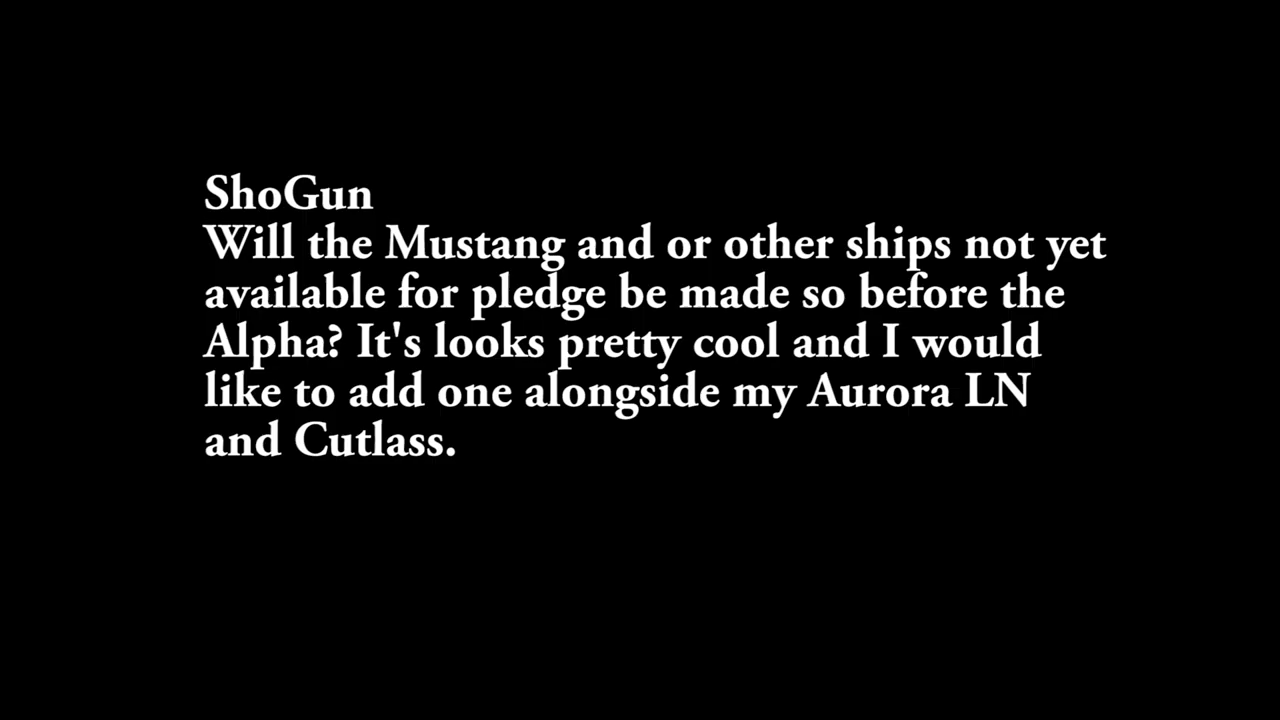 ShoGun
Will the Mustang and or other ships not yet
available for pledge be made so before the
Alpha? It's looks pretty cool and I would
like to add one alongside my Aurora LN
and Cutlass.